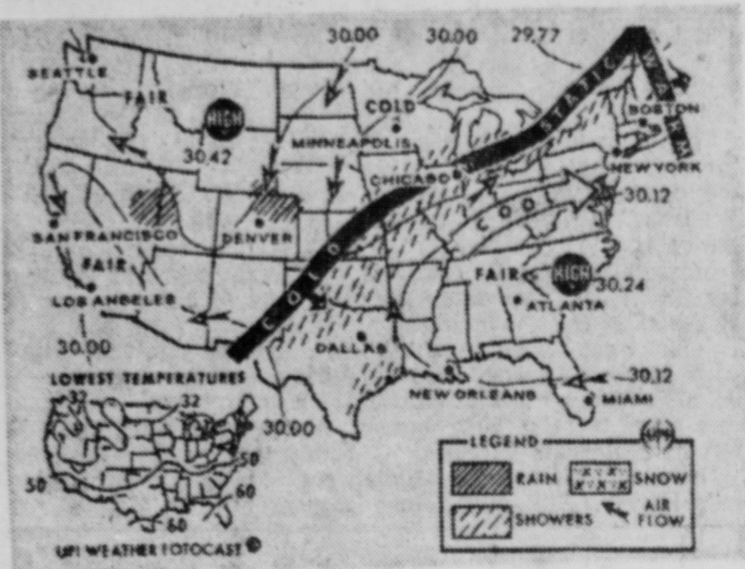 30.00
30.00
29.77
SEATTLE
FAIR
HIGH
30.42
COLD
MINNEAPOLIS
STATIC
WARM
BOSTON
NEW YORK
CHICAGO
30.12
COOL
SAN FRANCISCO
DENVER
COLD
FAIR
LOS ANGELES
FAIR
HIGH
30.24
ATLANTA
DALLAS
30.00
30.12
NEW ORLEANS
MIAMI
30.00
LOWEST TEMPERATURES
32
32
50
50
60
60
UPI WEATHER FOTOCAST ©
LEGEND
UPI
RAIN
SNOW
SHOWERS
AIR
FLOW